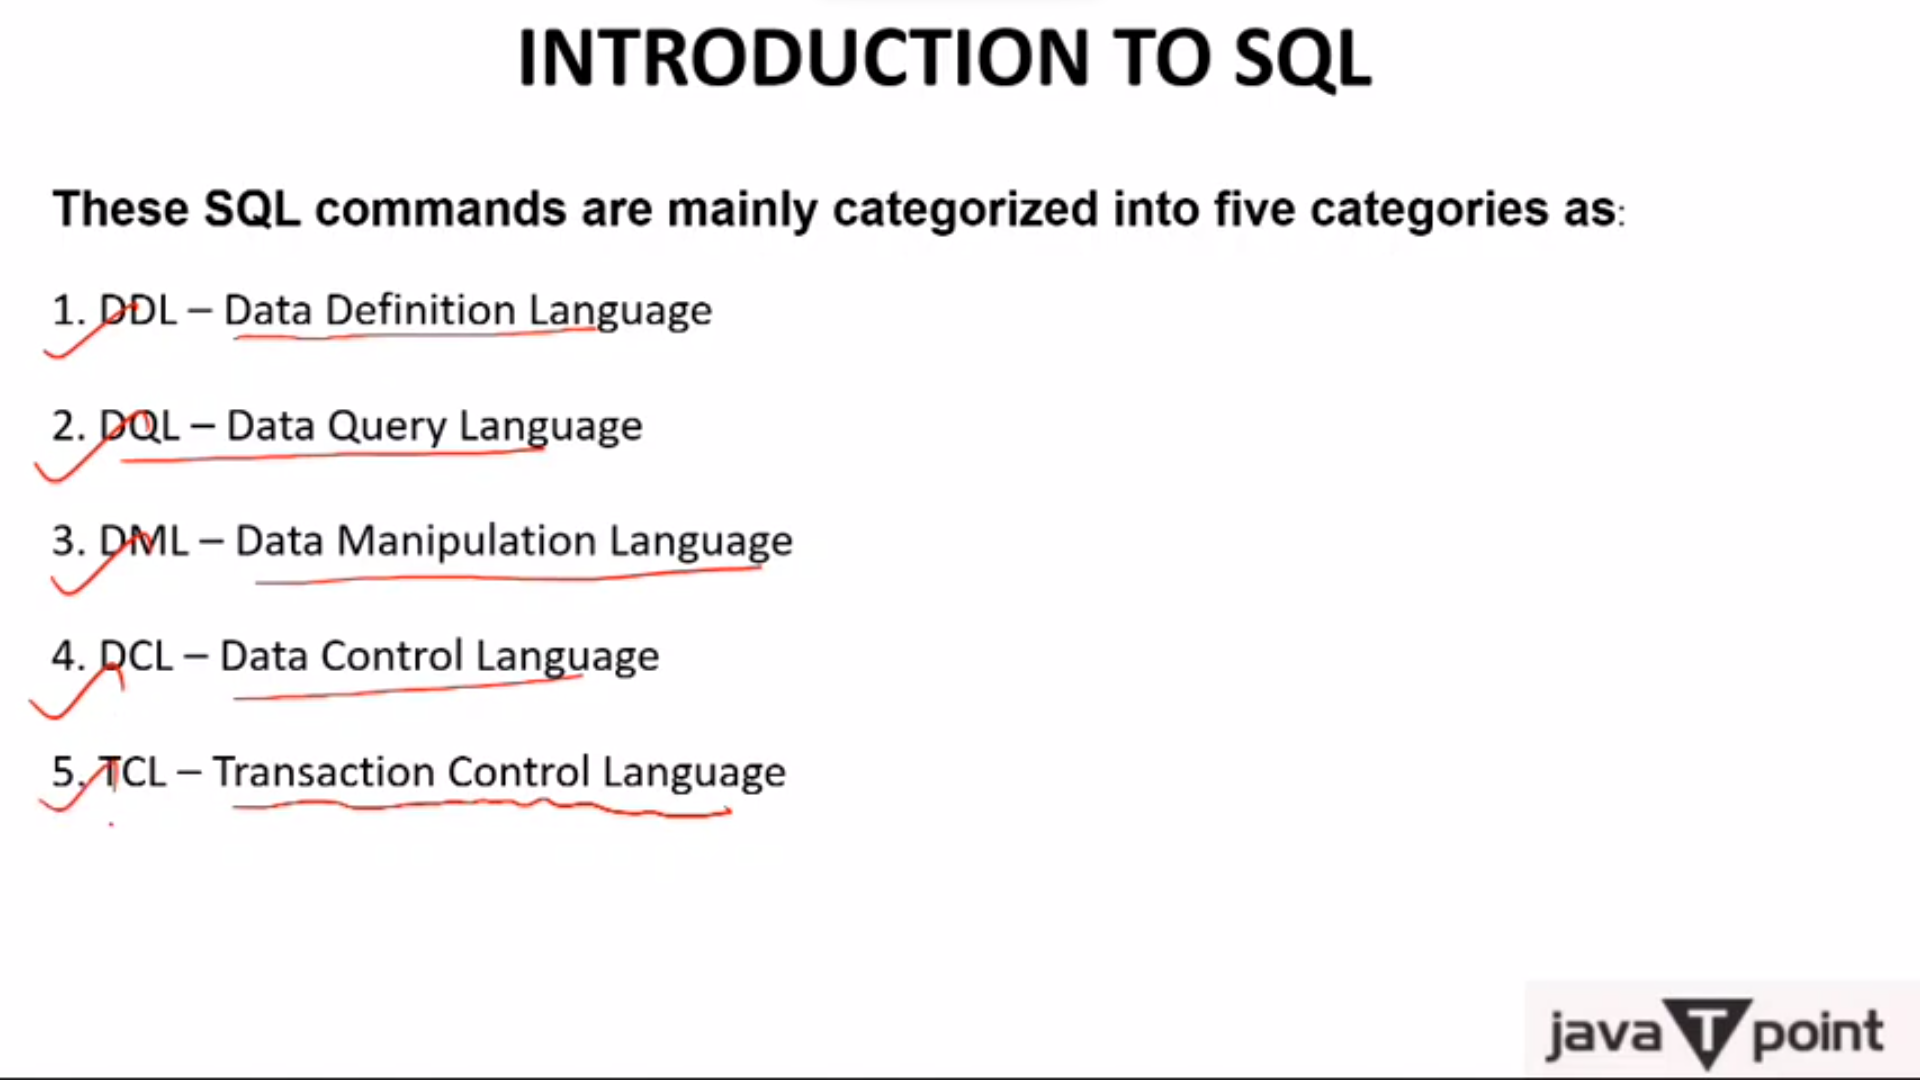 INTRODUCTION TO SQL
These SQL commands are mainly categorized into five categories as:
1. DDL – Data Definition Language
2. DQL – Data Query Language
3. DML – Data Manipulation Language
4. DCL – Data Control Language
5. TCL – Transaction Control Language
java T point